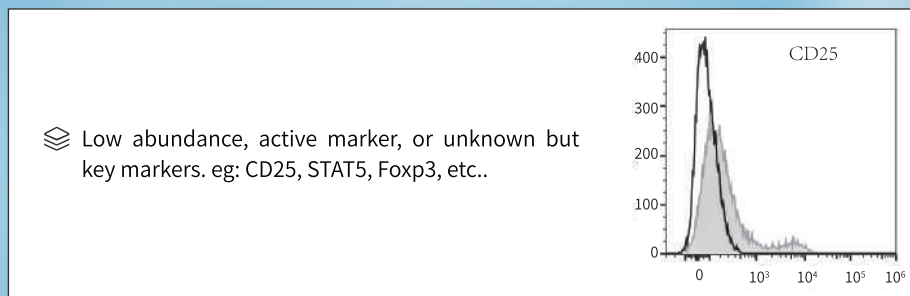 Low abundance, active marker, or unknown but
key markers. eg: CD25, STAT5, Foxp3, etc..
CD25
400
300
200
100
0
0 10³ 10⁴ 10⁵ 10⁶